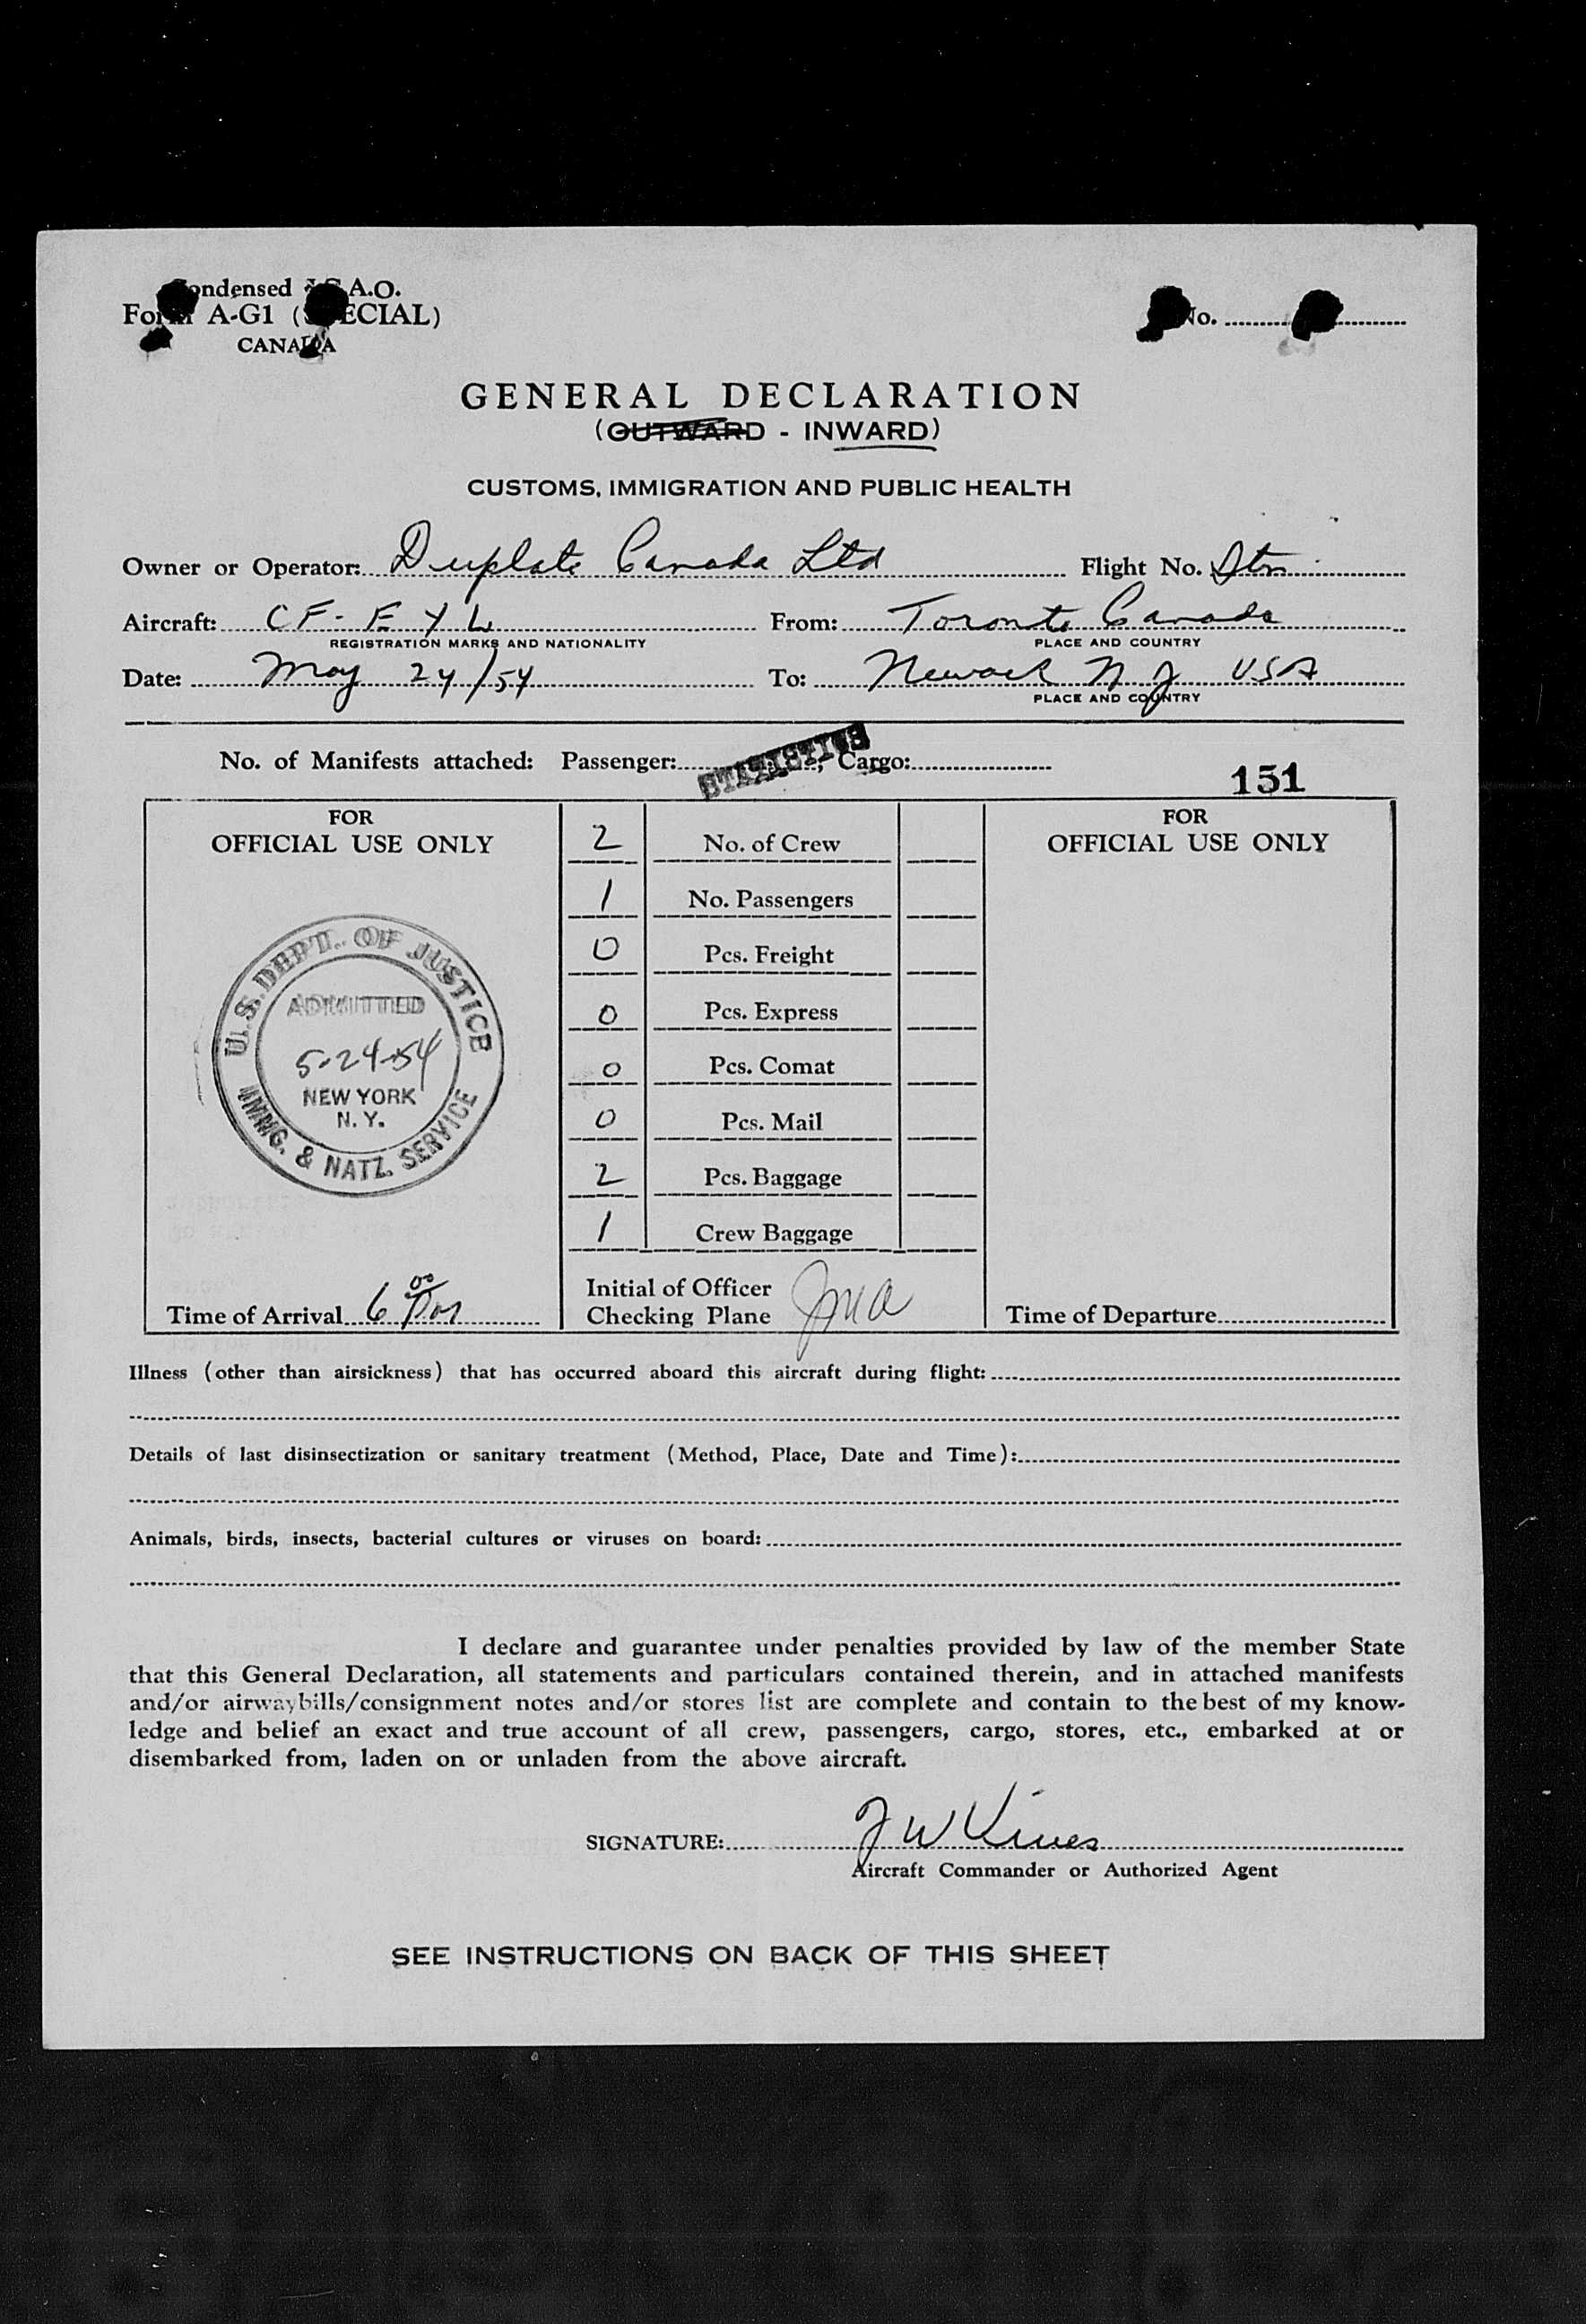 Condensed I.C.A.O.
Form A-G1 (SPECIAL)
CANADA
No.
GENERAL DECLARATION
(OUTWARD - INWARD)
CUSTOMS, IMMIGRATION AND PUBLIC HEALTH
Owner or Operator: Duplate Canada Ltd Flight No.
Aircraft: CF-EYL From: Toronto Canada
REGISTRATION MARKS AND NATIONALITY PLACE AND COUNTRY
Date: May 24/54 To: Newark N J USA
PLACE AND COUNTRY
No. of Manifests attached: Passenger: Cargo:
STATISTICS
151
FOR
OFFICIAL USE ONLY
U.S. DEPT. OF JUSTICE
ADMITTED
5-24-54
NEW YORK
N. Y.
IMMG. & NATZ. SERVICE
Time of Arrival 6 00 Pm
2 No. of Crew
1 No. Passengers
0 Pcs. Freight
0 Pcs. Express
0 Pcs. Comat
0 Pcs. Mail
2 Pcs. Baggage
1 Crew Baggage
Initial of Officer
Checking Plane
FOR
OFFICIAL USE ONLY
Time of Departure
Illness (other than airsickness) that has occurred aboard this aircraft during flight:
Details of last disinsectization or sanitary treatment (Method, Place, Date and Time):
Animals, birds, insects, bacterial cultures or viruses on board:
I declare and guarantee under penalties provided by law of the member State
that this General Declaration, all statements and particulars contained therein, and in attached manifests
and/or airwaybills/consignment notes and/or stores list are complete and contain to the best of my know-
ledge and belief an exact and true account of all crew, passengers, cargo, stores, etc., embarked at or
disembarked from, laden on or unladen from the above aircraft.
SIGNATURE:
Aircraft Commander or Authorized Agent
SEE INSTRUCTIONS ON BACK OF THIS SHEET